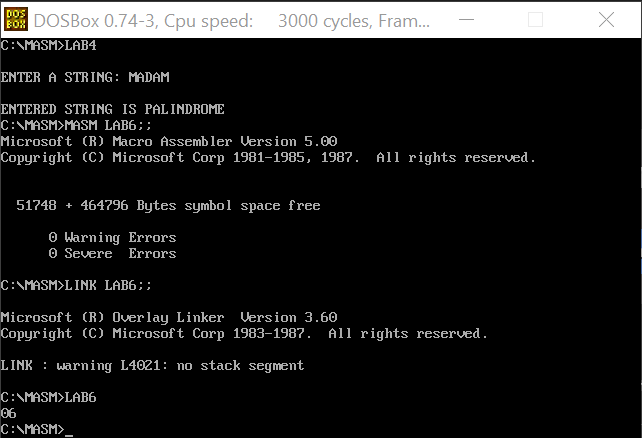 DOS BOX DOSBox 0.74-3, Cpu speed: 3000 cycles, Fram...
C:\MASM>LAB4
ENTER A STRING: MADAM
ENTERED STRING IS PALINDROME
C:\MASM>MASM LAB6;;
Microsoft (R) Macro Assembler Version 5.00
Copyright (C) Microsoft Corp 1981-1985, 1987.  All rights reserved.
51748 + 464796 Bytes symbol space free
0 Warning Errors
0 Severe  Errors
C:\MASM>LINK LAB6;;
Microsoft (R) Overlay Linker  Version 3.60
Copyright (C) Microsoft Corp 1983-1987.  All rights reserved.
LINK : warning L4021: no stack segment
C:\MASM>LAB6
06
C:\MASM>_